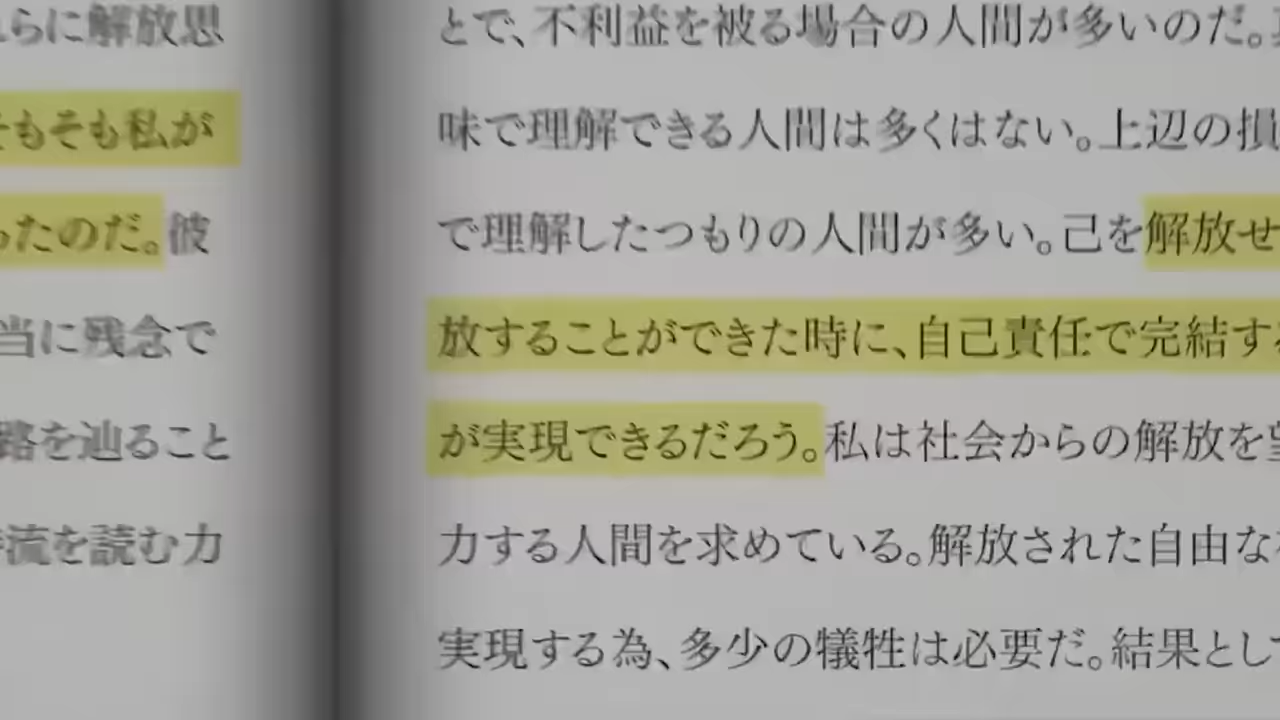 らに解放思
そもそも私が
ったのだ。彼
当に残念で
路を辿ること
流を読む力
とで、不利益を被る場合の人間が多いのだ。
味で理解できる人間は多くはない。上辺の損
で理解したつもりの人間が多い。己を解放せ
放することができた時に、自己責任で完結す
が実現できるだろう。私は社会からの解放を望
力する人間を求めている。解放された自由な
実現する為、多少の犠牲は必要だ。結果とし